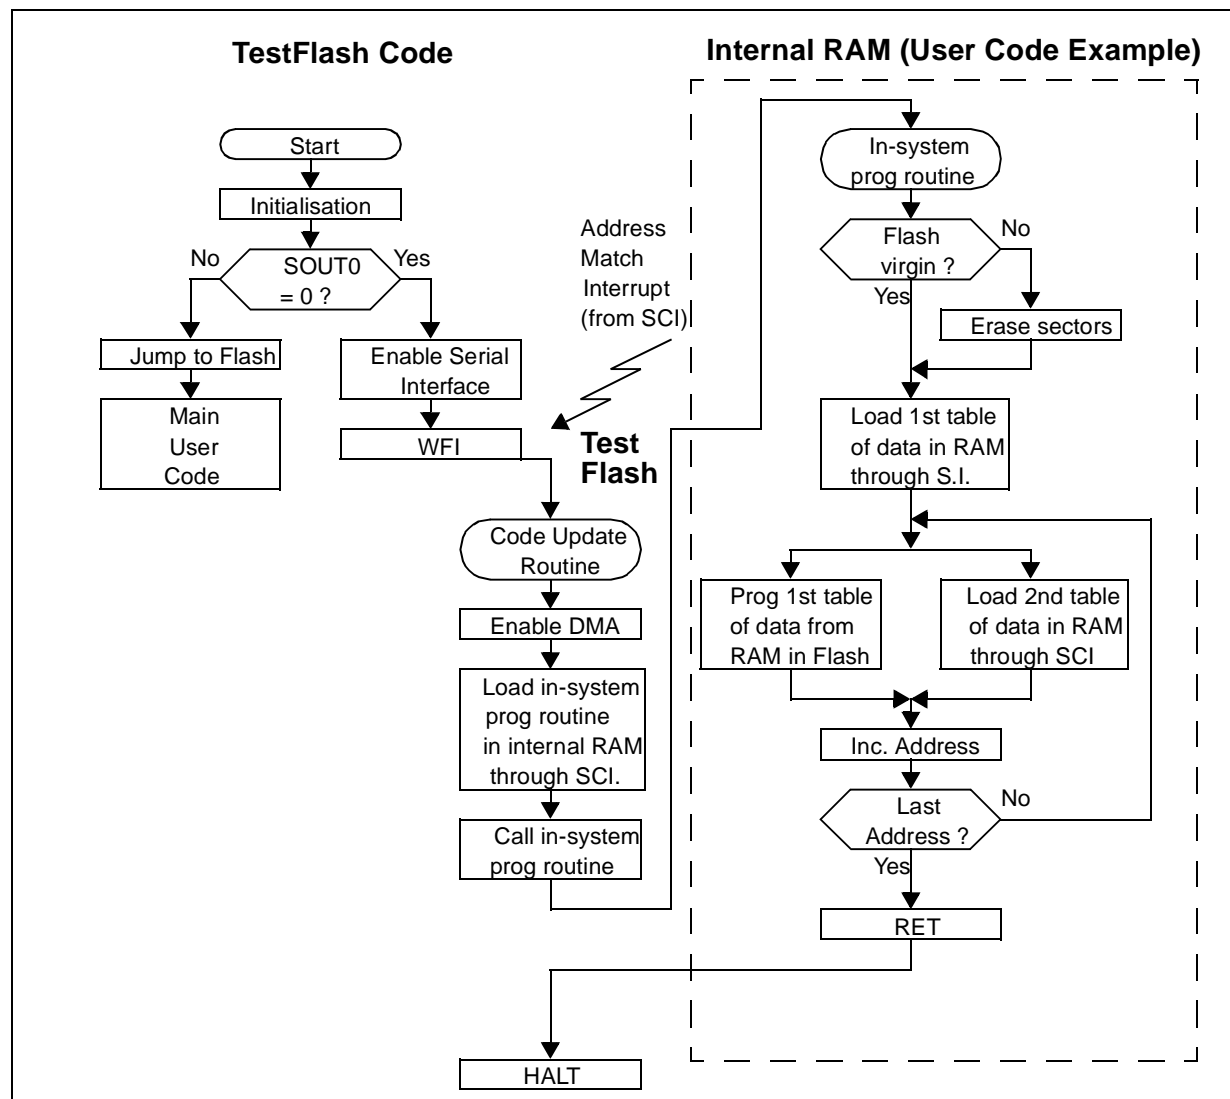 TestFlash Code
Start
Initialisation
No
SOUT0
= 0 ?
Yes
Jump to Flash
Main
User
Code
Enable Serial
Interface
WFI
Address
Match
Interrupt
(from SCI)
Test
Flash
Code Update
Routine
Enable DMA
Load in-system
prog routine
in internal RAM
through SCI.
Call in-system
prog routine
HALT
Internal RAM (User Code Example)
In-system
prog routine
Flash
virgin ?
No
Yes
Erase sectors
Load 1st table
of data in RAM
through S.I.
Prog 1st table
of data from
RAM in Flash
Load 2nd table
of data in RAM
through SCI
Inc. Address
Last
Address ?
No
Yes
RET